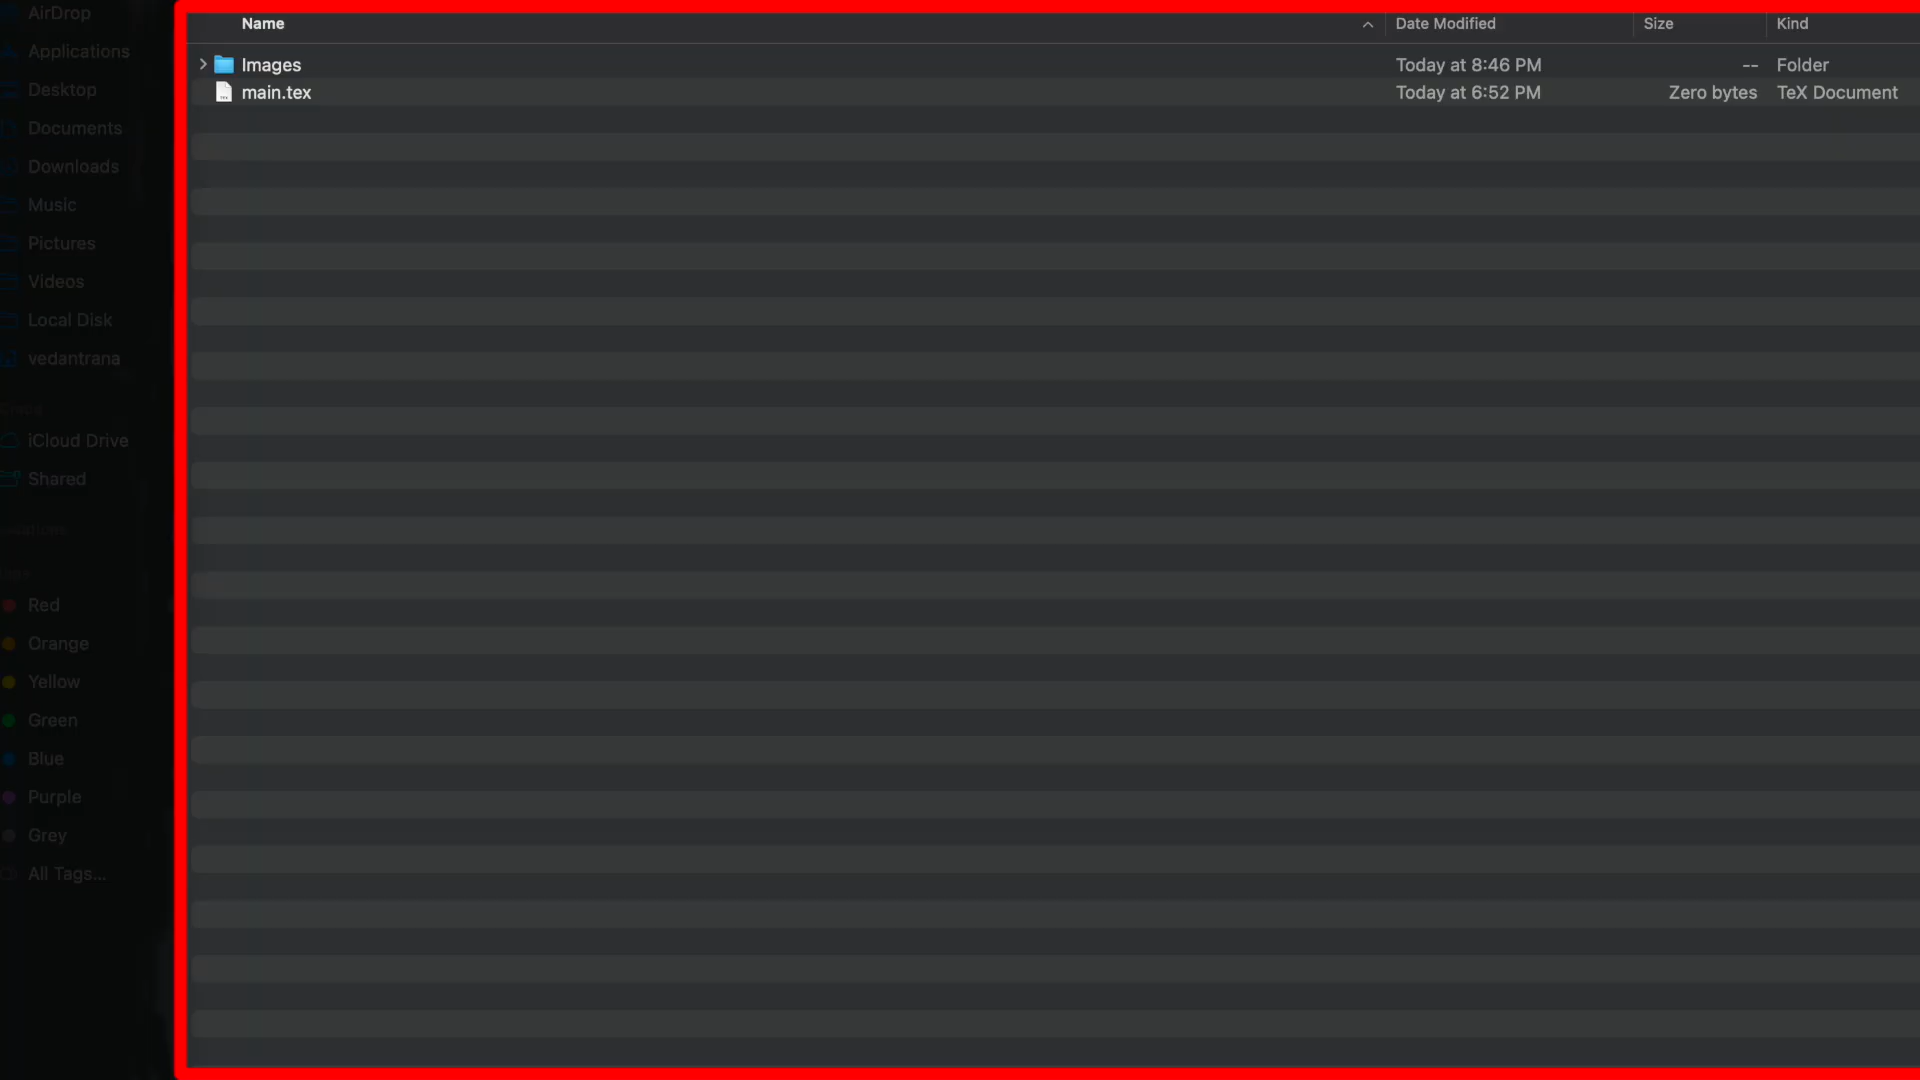 AirDrop
Applications
Desktop
Documents
Downloads
Music
Pictures
Videos
Local Disk
vedantrana
iCloud Drive
Shared
Red
Orange
Yellow
Green
Blue
Purple
Grey
All Tags...
Name Date Modified Size Kind
Images Today at 8:46 PM -- Folder
main.tex Today at 6:52 PM Zero bytes TeX Document